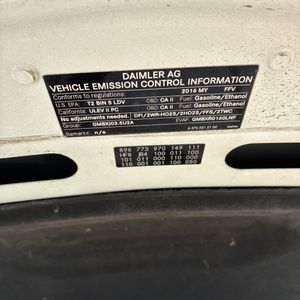 DAIMLER AG
VEHICLE EMISSION CONTROL INFORMATION
Conforms to regulations: 2016 MY FFV
U.S. EPA: T2 BIN 5 LDV OBD: CA II Fuel: Gasoline/Ethanol
California: ULEV II PC OBD: CA II Fuel: Gasoline/Ethanol
No adjustments needed. DFI/2WR-HO2S/2HO2S/FFS/2TWC
Group: GMBXJ03.5U2A EVAP: GMBXR0160LNF
Remarks: n/a
896 773 970 149 111
HF8 B4 100 011 110
101 011 000 110 000
100 001 001 100 050